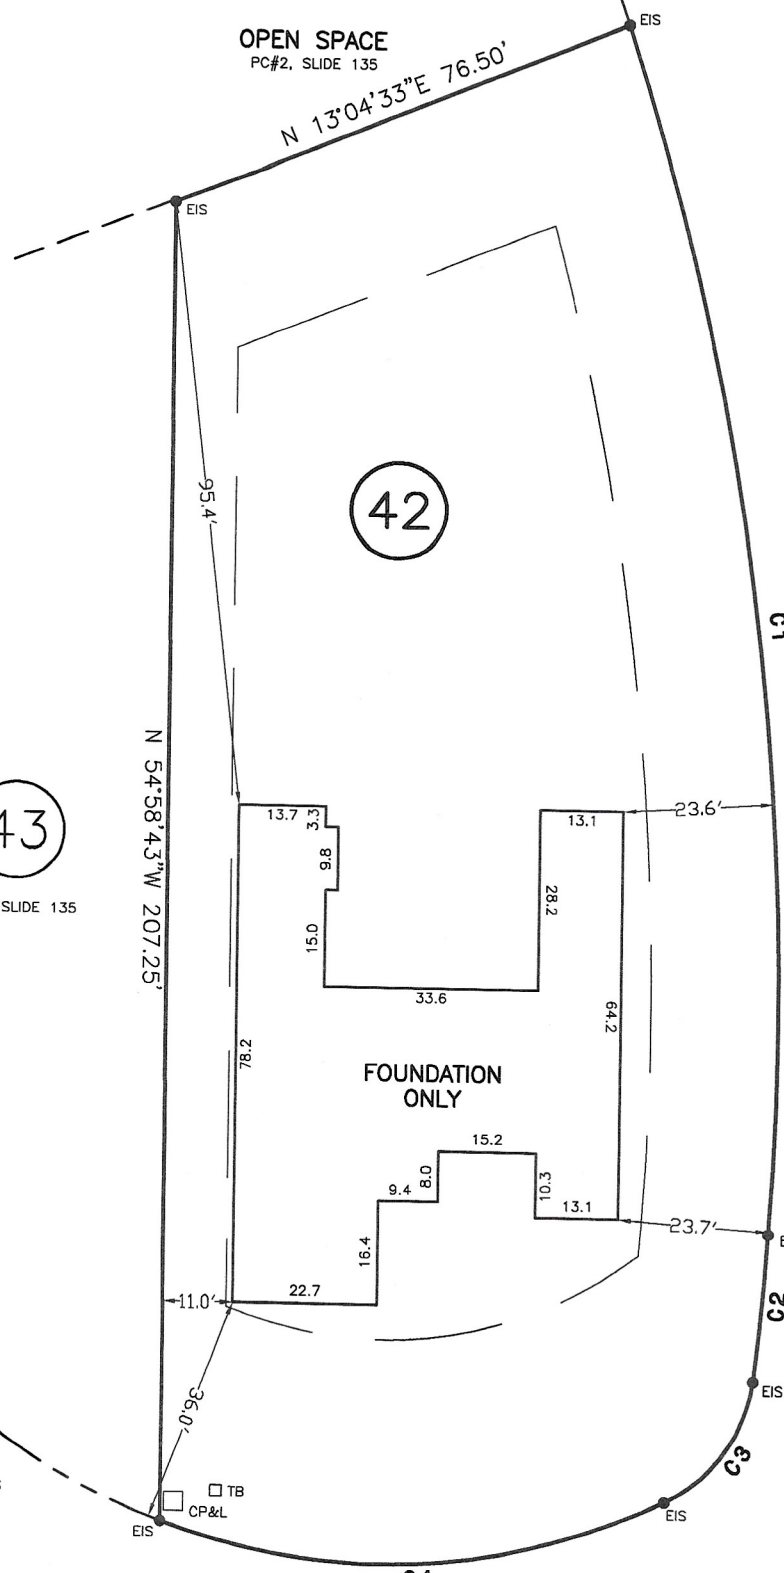 EIS
OPEN SPACE
PC#2, SLIDE 135
N 13°04'33"E 76.50'
EIS
95.4'
42
C1
N 54°58'43"W 207.25'
43
SLIDE 135
13.7
3.3
9.8
15.0
33.6
28.2
13.1
23.6'
64.2
78.2
FOUNDATION
ONLY
15.2
8.0
9.4
10.3
13.1
16.4
22.7
23.7'
11.0'
36.0'
C2
EIS
C3
TB
CP&L
EIS
EIS